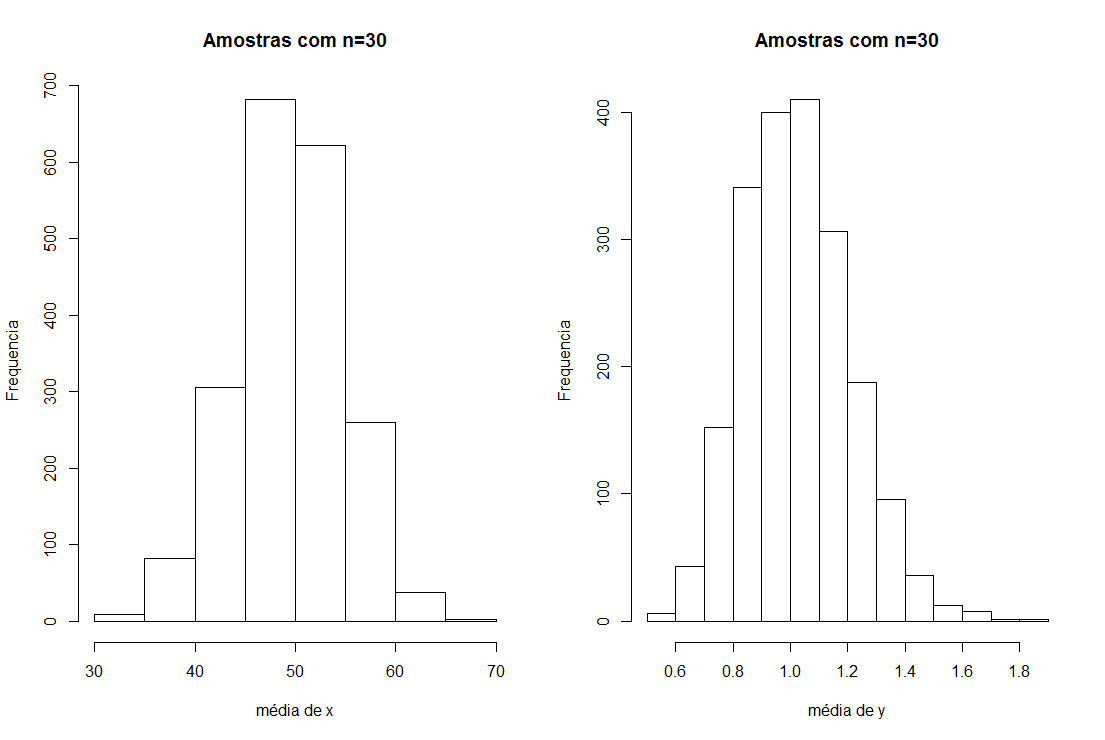 Amostras com n=30
Frequencia
700
600
500
400
300
200
100
0
30 40 50 60 70
média de x
Amostras com n=30
Frequencia
400
300
200
100
0
0.6 0.8 1.0 1.2 1.4 1.6 1.8
média de y